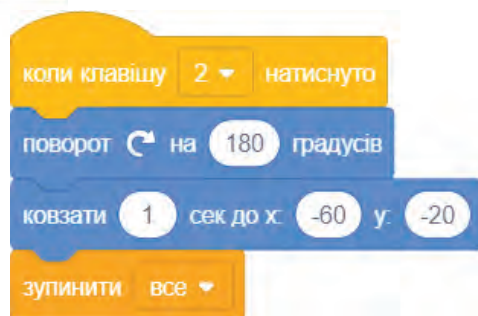 коли клавішу 2 натиснуто
поворот на 180 градусів
ковзати 1 сек до x: -60 y: -20
зупинити все